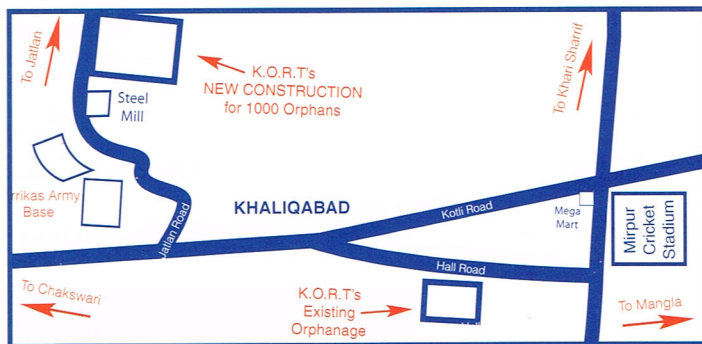 To Jatlan
K.O.R.T's
NEW CONSTRUCTION
for 1000 Orphans
Steel
Mill
To Khari Sharrif
rrikas Army
Base
Jatlan Road
KHALIQABAD
Kotli Road
Mega
Mart
Mirpur
Cricket
Stadium
Hall Road
To Chakswari
K.O.R.T's
Existing
Orphanage
To Mangla